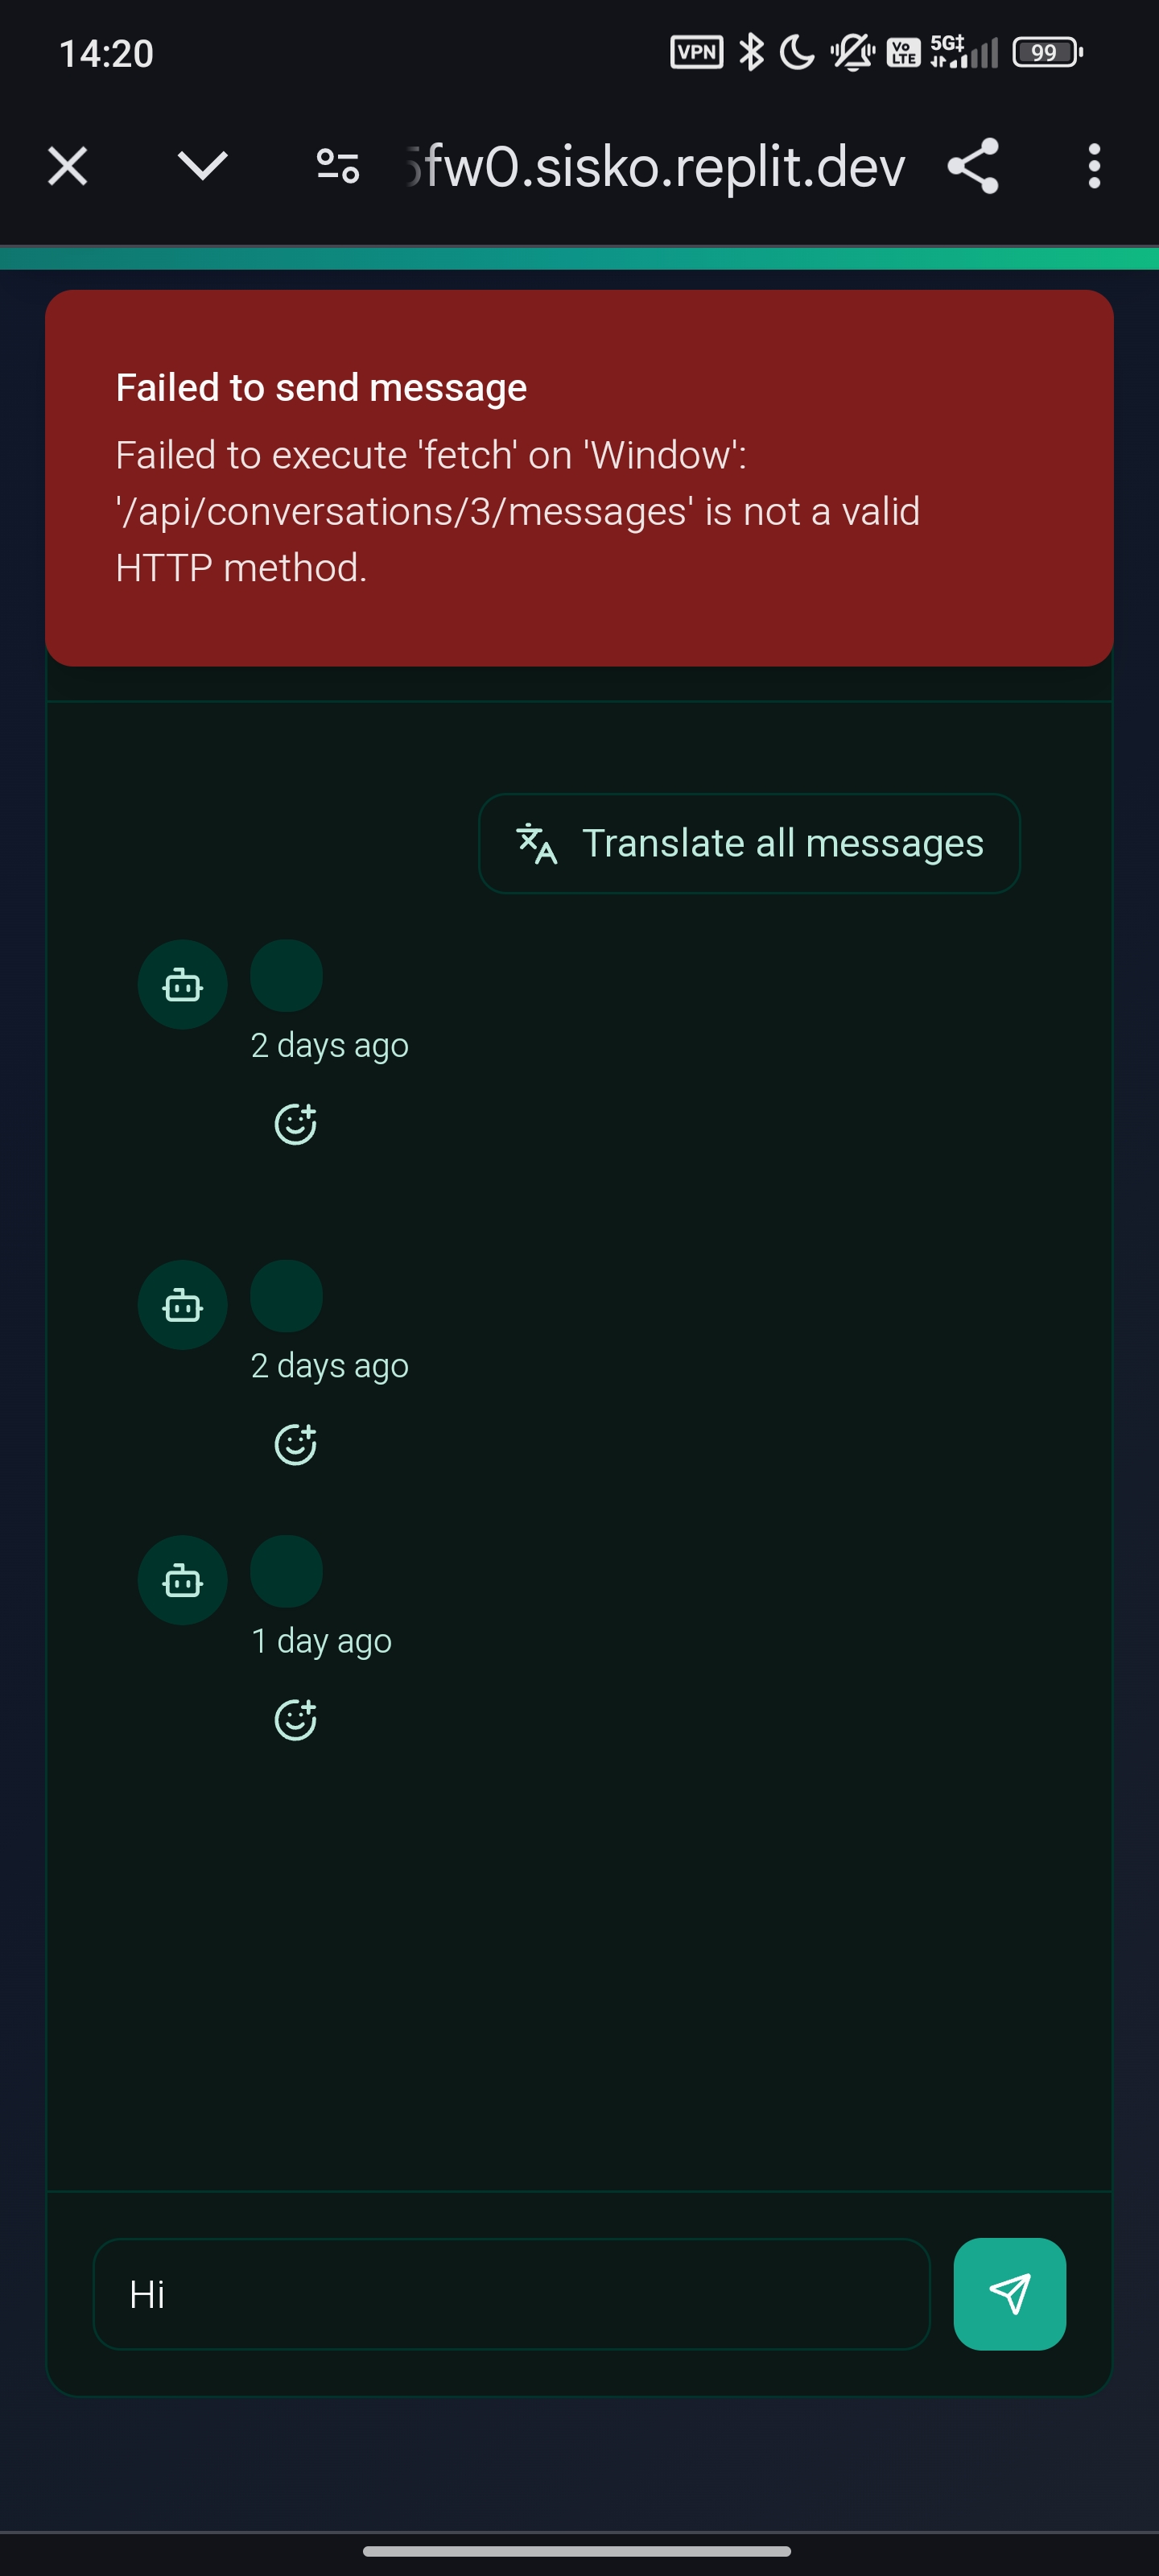 14:20
VPN
Vo
LTE
5G‡
99
5fw0.sisko.replit.dev
Failed to send message
Failed to execute 'fetch' on 'Window':
'/api/conversations/3/messages' is not a valid
HTTP method.
Translate all messages
2 days ago
2 days ago
1 day ago
Hi